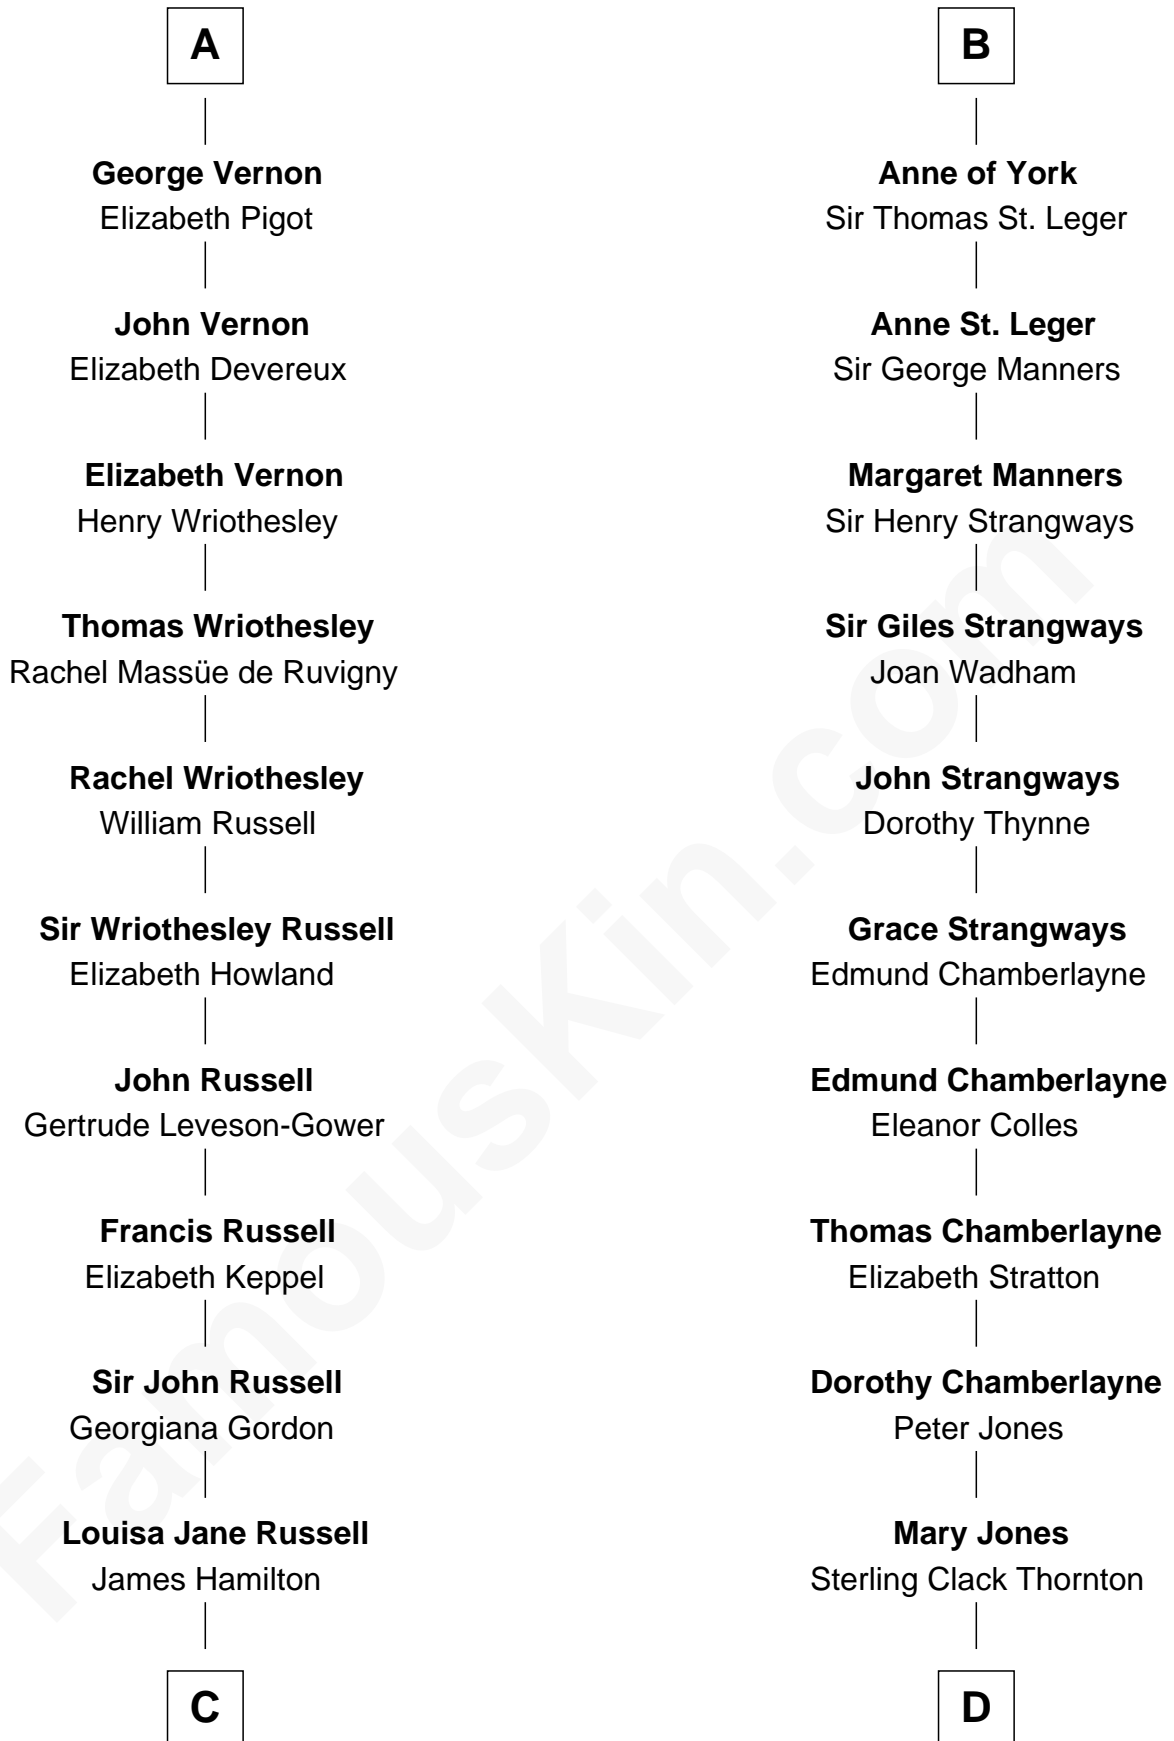 A
George Vernon
Elizabeth Pigot
John Vernon
Elizabeth Devereux
Elizabeth Vernon
Henry Wriothesley
Thomas Wriothesley
Rachel Massüe de Ruvigny
Rachel Wriothesley
William Russell
Sir Wriothesley Russell
Elizabeth Howland
John Russell
Gertrude Leveson-Gower
Francis Russell
Elizabeth Keppel
Sir John Russell
Georgiana Gordon
Louisa Jane Russell
James Hamilton
C
B
Anne of York
Sir Thomas St. Leger
Anne St. Leger
Sir George Manners
Margaret Manners
Sir Henry Strangways
Sir Giles Strangways
Joan Wadham
John Strangways
Dorothy Thynne
Grace Strangways
Edmund Chamberlayne
Edmund Chamberlayne
Eleanor Colles
Thomas Chamberlayne
Elizabeth Stratton
Dorothy Chamberlayne
Peter Jones
Mary Jones
Sterling Clack Thornton
D
FamousKin.com